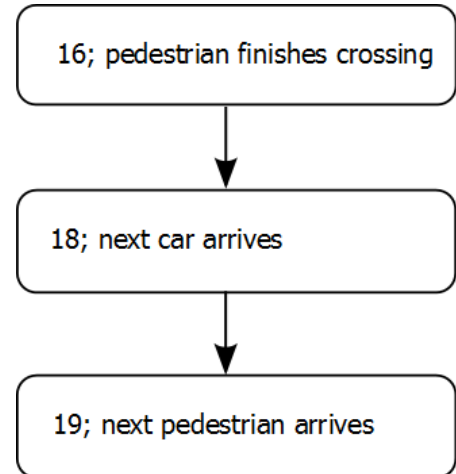 16; pedestrian finishes crossing
18; next car arrives
19; next pedestrian arrives